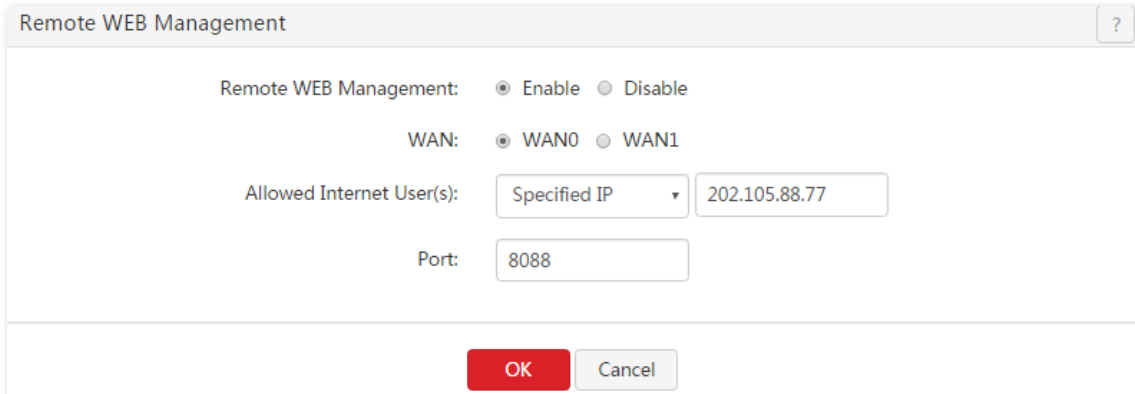 Remote WEB Management
?
Remote WEB Management: Enable Disable
WAN: WAN0 WAN1
Allowed Internet User(s): Specified IP 202.105.88.77
Port: 8088
OK Cancel